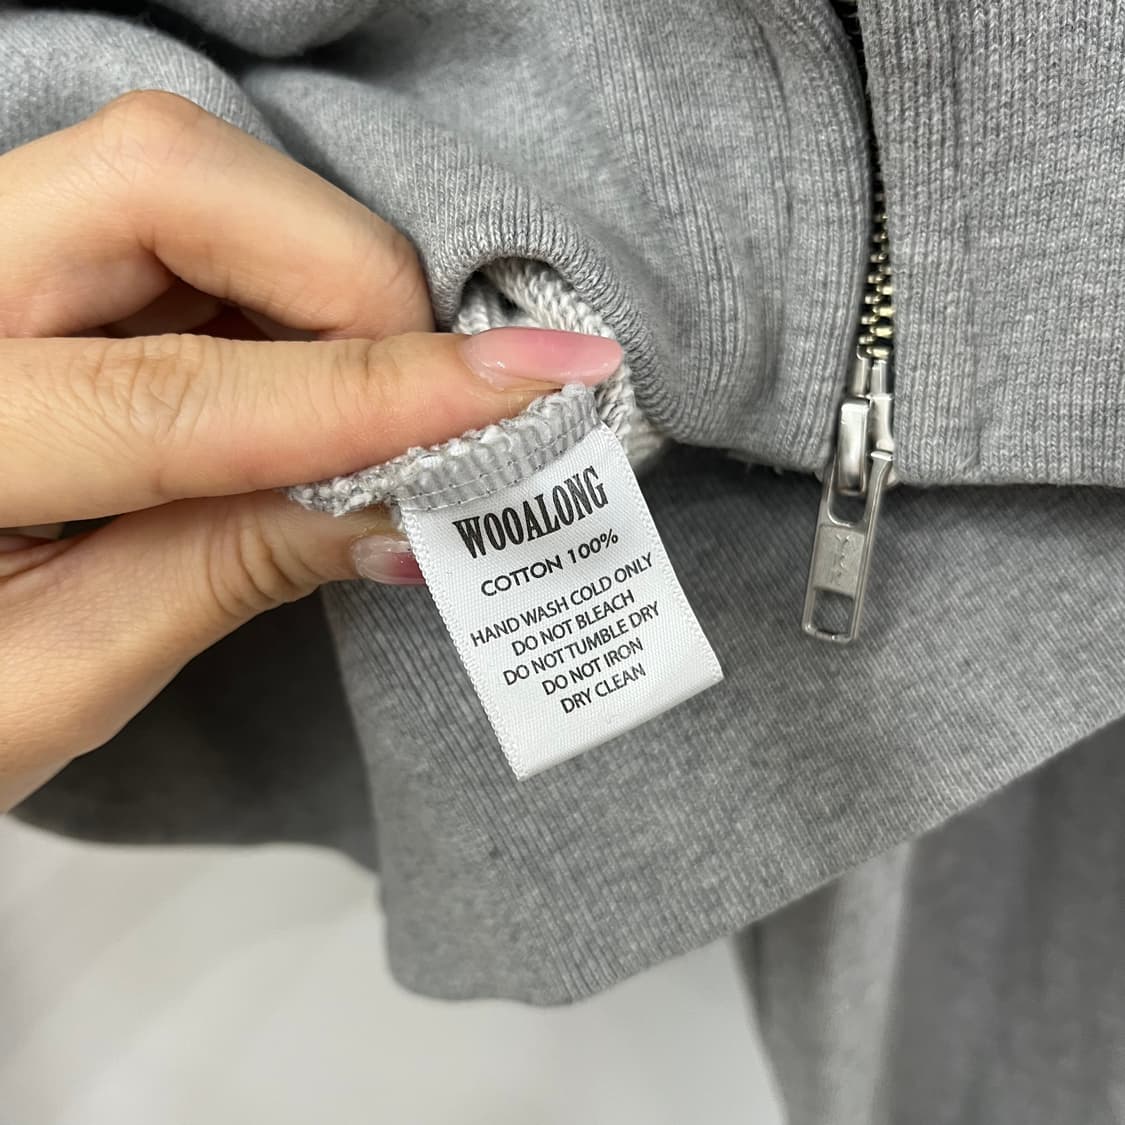 WOOALONG
COTTON 100%
HAND WASH COLD ONLY
DO NOT BLEACH
DO NOT TUMBLE DRY
DO NOT IRON
DRY CLEAN